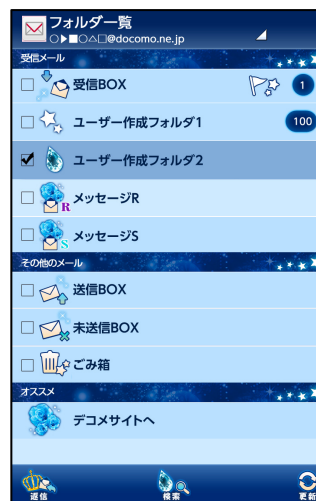 フォルダ一覧
○▶■○△□@docomo.ne.jp
受信メール
受信BOX
1
ユーザー作成フォルダ1
100
ユーザー作成フォルダ2
メッセージR
R
メッセージS
S
その他のメール
送信BOX
未送信BOX
ごみ箱
オススメ
デコメサイトへ
返信
検索
更新